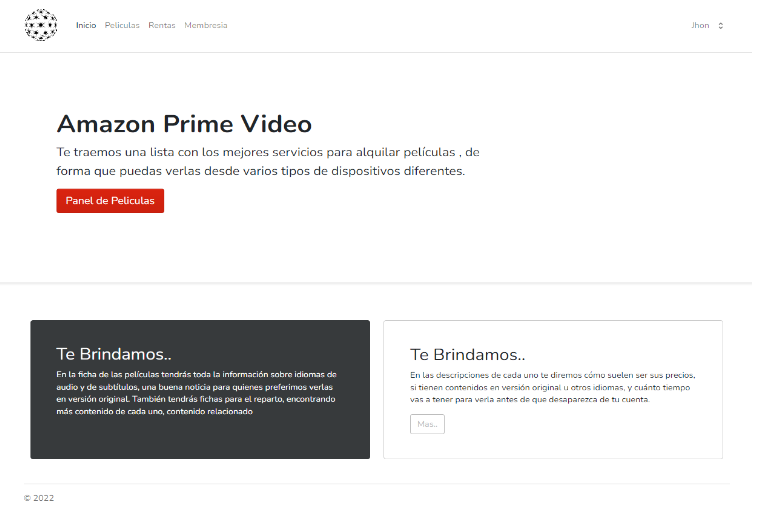 Inicio Películas Rentas Membresia Jhon
Amazon Prime Video
Te traemos una lista con los mejores servicios para alquilar películas , de
forma que puedas verlas desde varios tipos de dispositivos diferentes.
Panel de Peliculas
Te Brindamos..
En la ficha de las películas tendrás toda la información sobre idiomas de
audio y de subtítulos, una buena noticia para quienes preferimos verlas
en versión original. También tendrás fichas para el reparto, encontrando
más contenido de cada uno, contenido relacionado
Te Brindamos..
En las descripciones de cada uno te diremos cómo suelen ser sus precios,
si tienen contenidos en versión original u otros idiomas, y cuánto tiempo
vas a tener para verla antes de que desaparezca de tu cuenta.
Mas..
© 2022